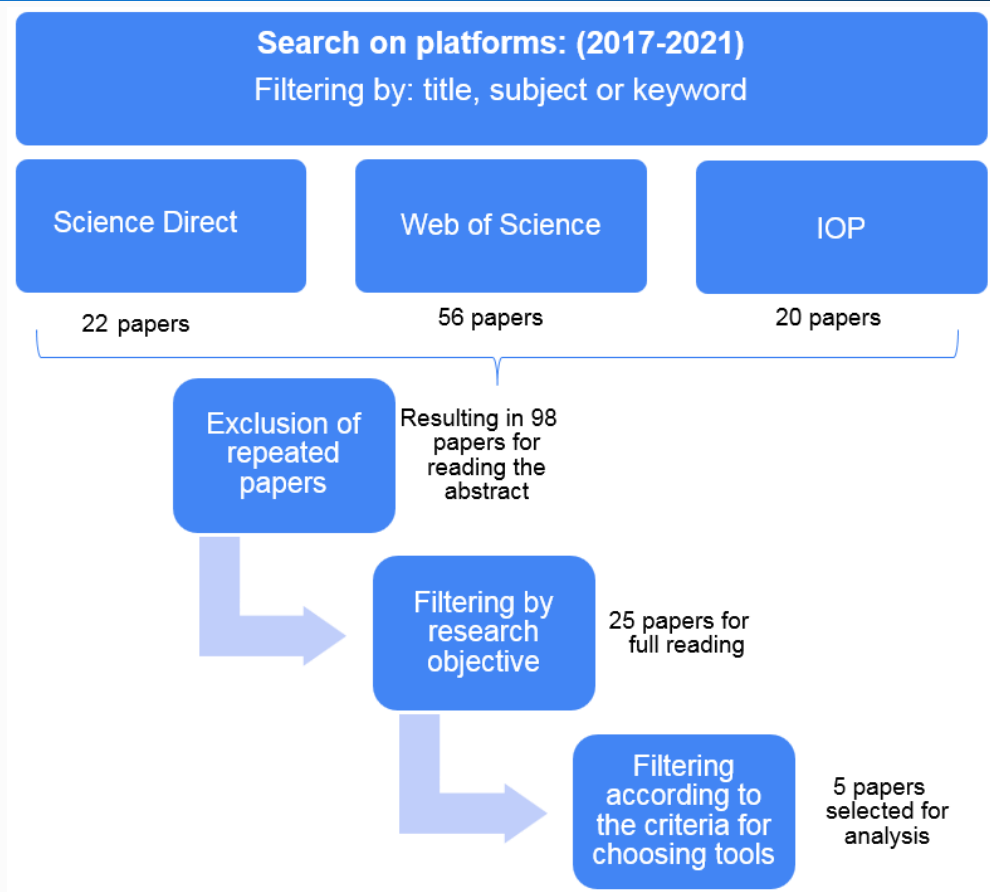 Search on platforms: (2017-2021)
Filtering by: title, subject or keyword
Science Direct
Web of Science
IOP
22 papers
56 papers
20 papers
Exclusion of
repeated
papers
Resulting in 98
papers for
reading the
abstract
Filtering by
research
objective
25 papers for
full reading
Filtering
according to
the criteria for
choosing tools
5 papers
selected for
analysis